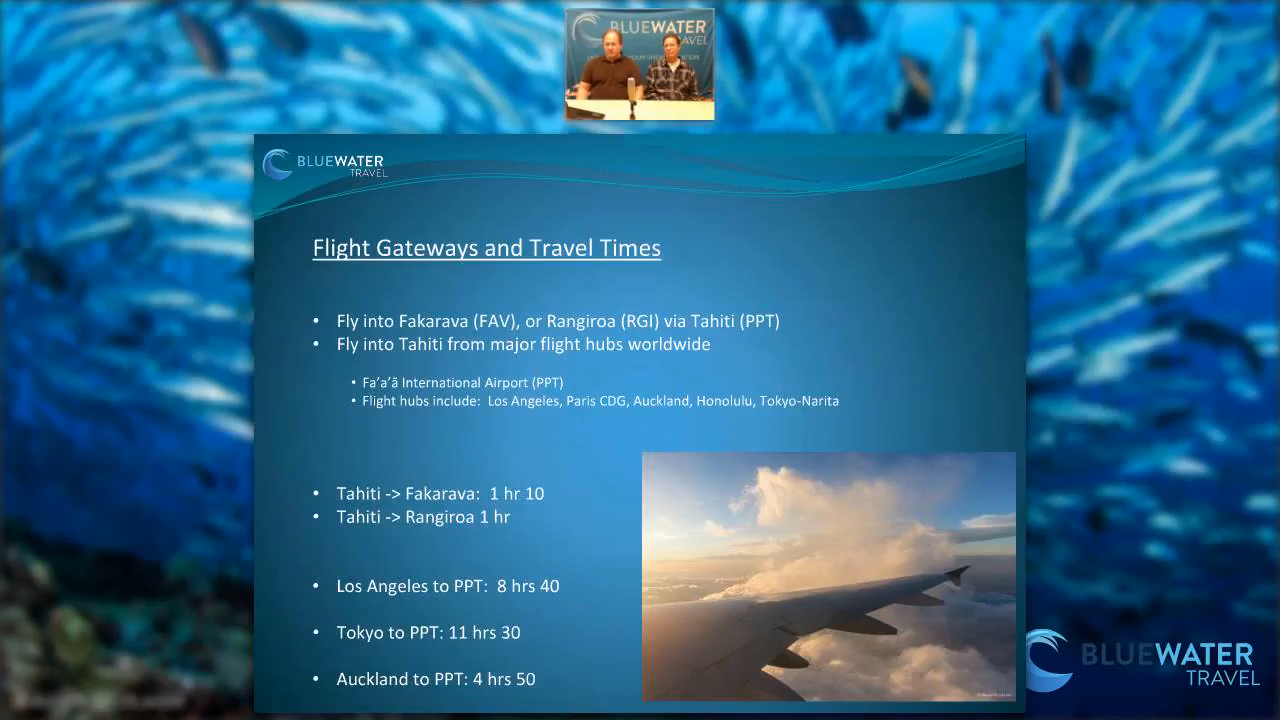 BLUEWATER
TRAVEL
BLUEWATER
TRAVEL
Flight Gateways and Travel Times
• Fly into Fakarava (FAV), or Rangiroa (RGI) via Tahiti (PPT)
• Fly into Tahiti from major flight hubs worldwide
• Fa’a’ā International Airport (PPT)
• Flight hubs include: Los Angeles, Paris CDG, Auckland, Honolulu, Tokyo-Narita
• Tahiti -> Fakarava: 1 hr 10
• Tahiti -> Rangiroa 1 hr
• Los Angeles to PPT: 8 hrs 40
• Tokyo to PPT: 11 hrs 30
• Auckland to PPT: 4 hrs 50
BLUEWATER
TRAVEL